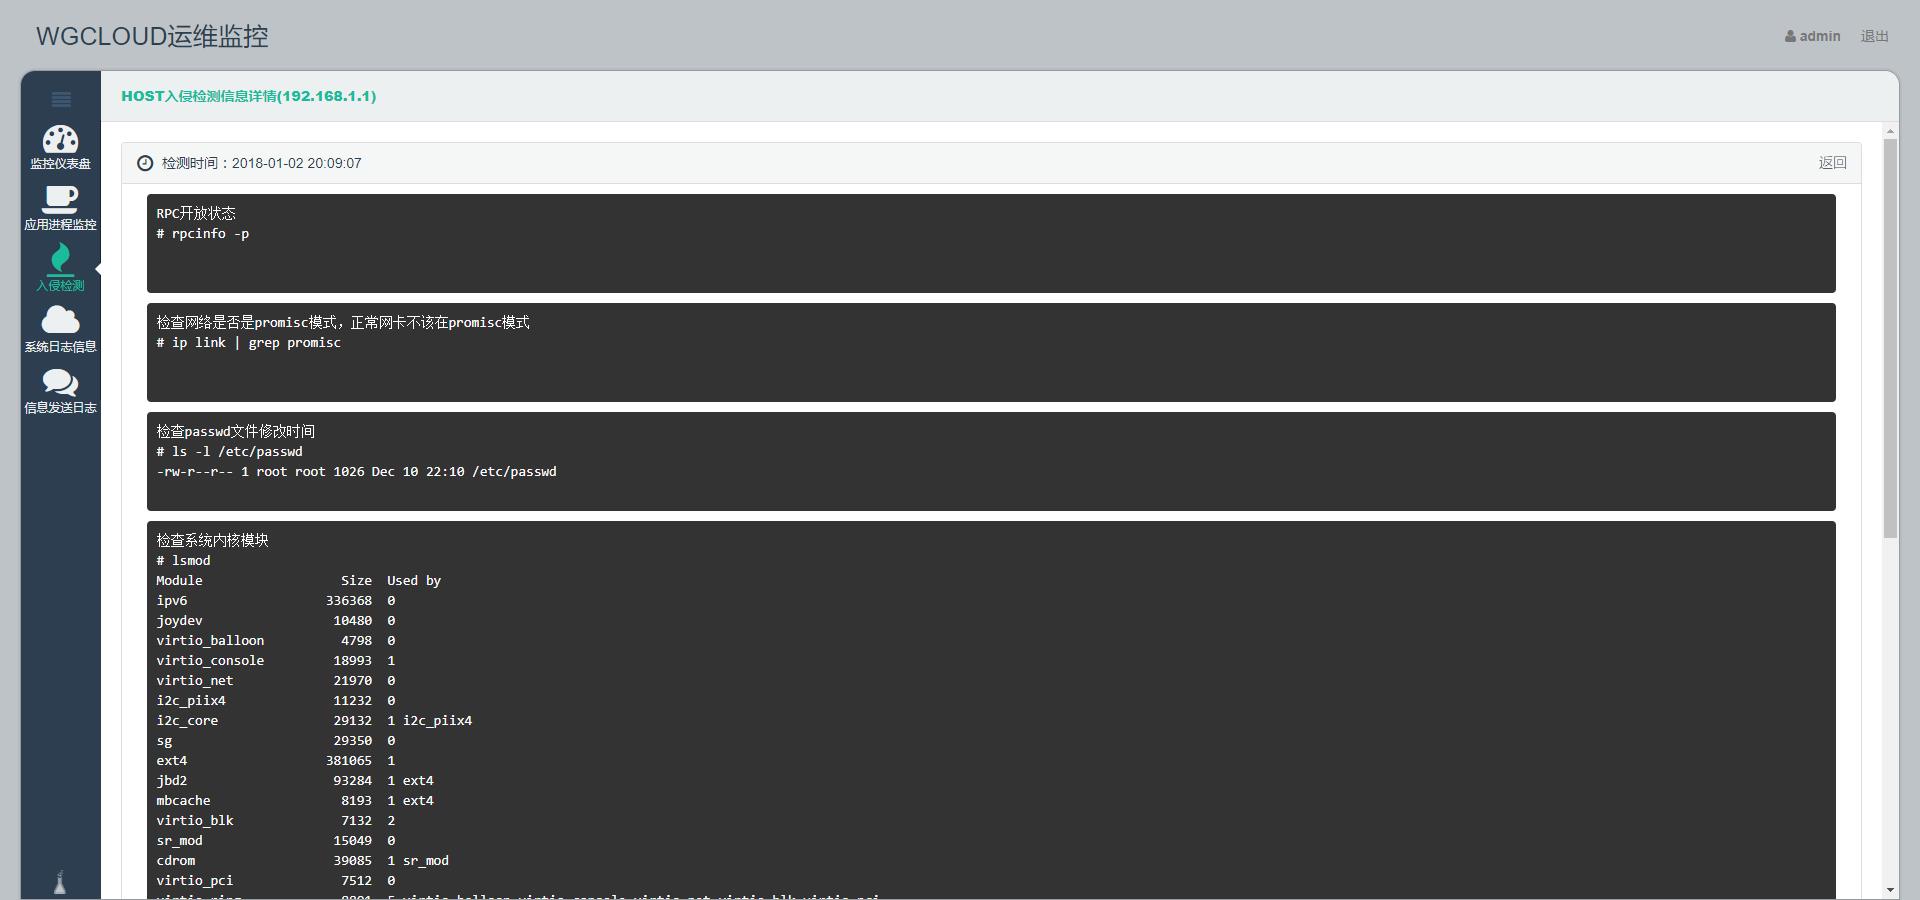 WGCLOUD运维监控
admin 退出
HOST入侵检测信息详情(192.168.1.1)
监控仪表盘
应用进程监控
入侵检测
系统日志信息
信息发送日志
检测时间：2018-01-02 20:09:07 返回
RPC开放状态
# rpcinfo -p
检查网络是否是promisc模式，正常网卡不该在promisc模式
# ip link | grep promisc
检查passwd文件修改时间
# ls -l /etc/passwd
-rw-r--r-- 1 root root 1026 Dec 10 22:10 /etc/passwd
检查系统内核模块
# lsmod
Module                  Size  Used by
ipv6                  336368  0
joydev                 10480  0
virtio_balloon          4798  0
virtio_console         18993  1
virtio_net             21970  0
i2c_piix4              11232  0
i2c_core               29132  1 i2c_piix4
sg                     29350  0
ext4                  381065  1
jbd2                   93284  1 ext4
mbcache                 8193  1 ext4
virtio_blk              7132  2
sr_mod                 15049  0
cdrom                  39085  1 sr_mod
virtio_pci              7512  0